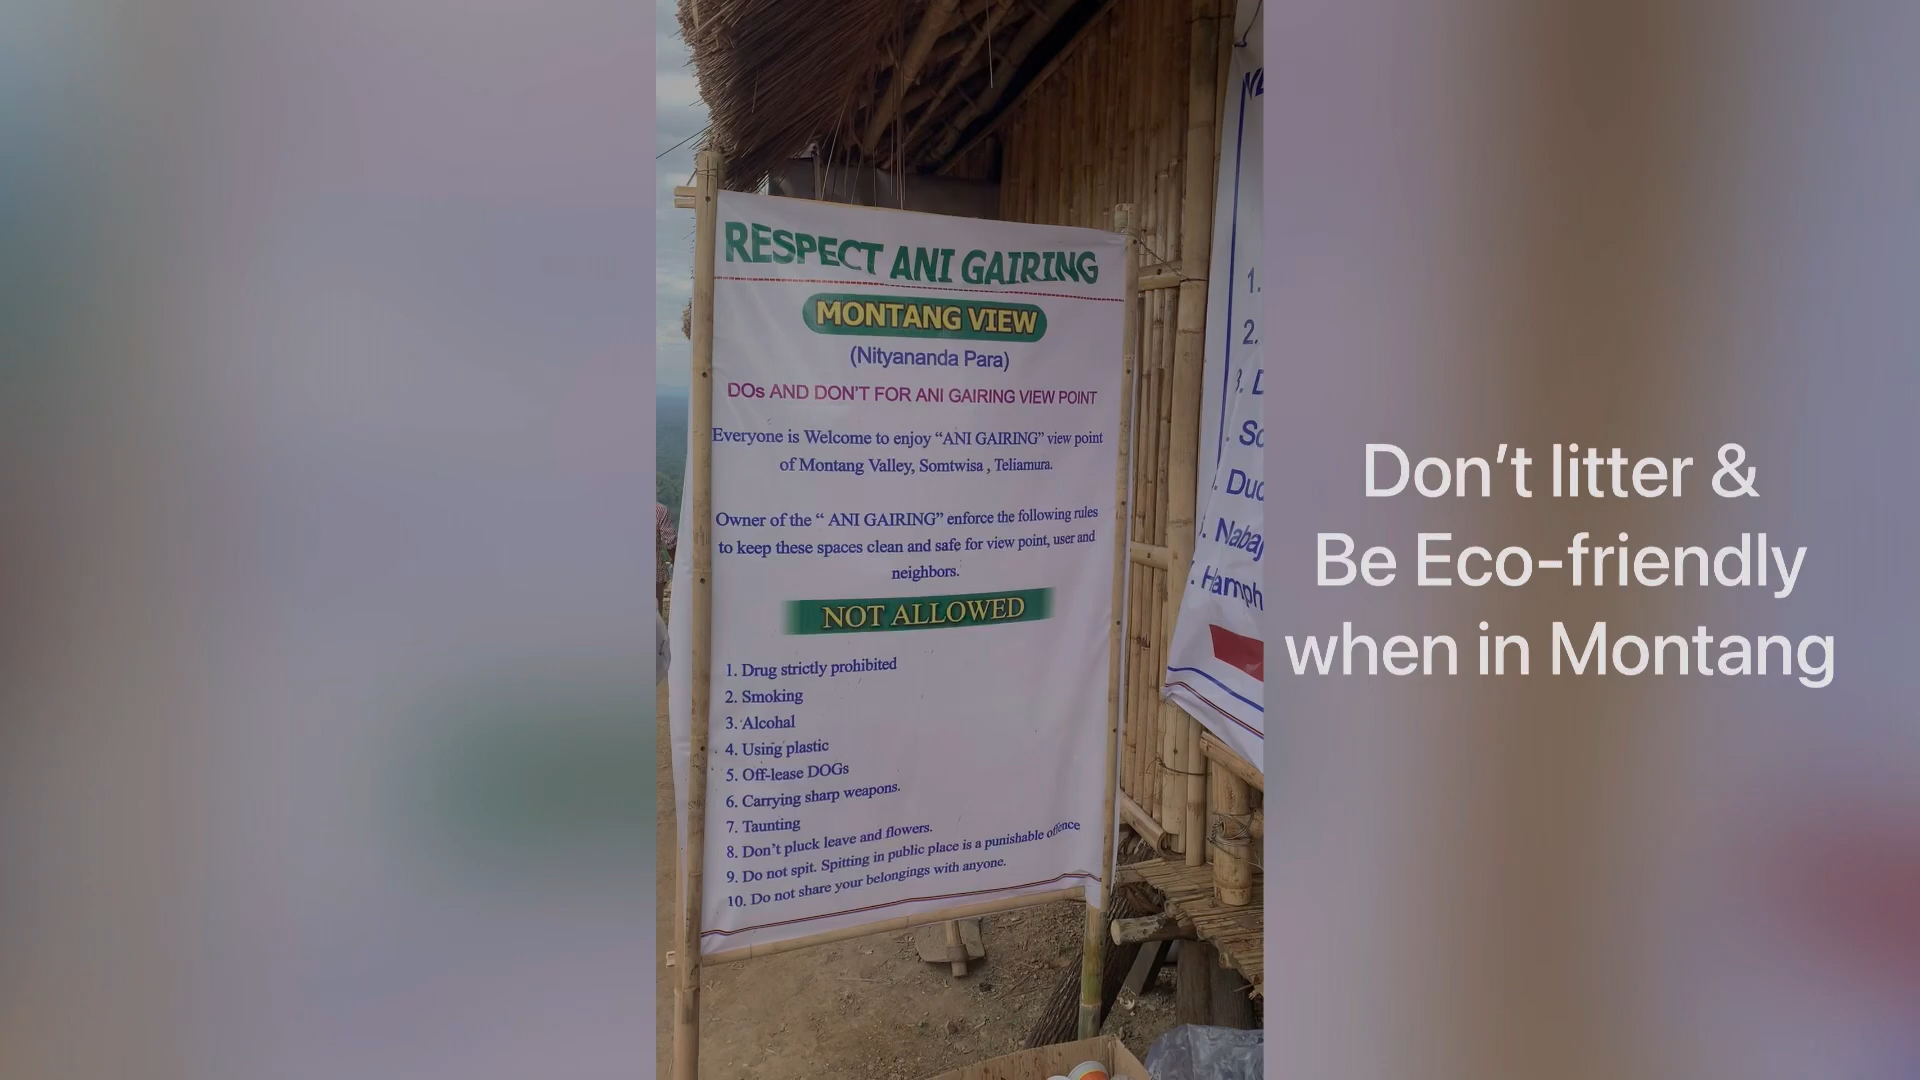 RESPECT ANI GAIRING
MONTANG VIEW
(Nityananda Para)
DOs AND DON'T FOR ANI GAIRING VIEW POINT
Everyone is Welcome to enjoy “ANI GAIRING” view point
of Montang Valley, Somtwisa , Teliamura.
Owner of the “ ANI GAIRING” enforce the following rules
to keep these spaces clean and safe for view point, user and
neighbors.
NOT ALLOWED
1. Drug strictly prohibited
2. Smoking
3. Alcohal
4. Using plastic
5. Off-lease DOGs
6. Carrying sharp weapons.
7. Taunting
8. Don't pluck leave and flowers.
9. Do not spit. Spitting in public place is a punishable offence
10. Do not share your belongings with anyone.
1.
2.
Don’t litter &
Be Eco-friendly
when in Montang